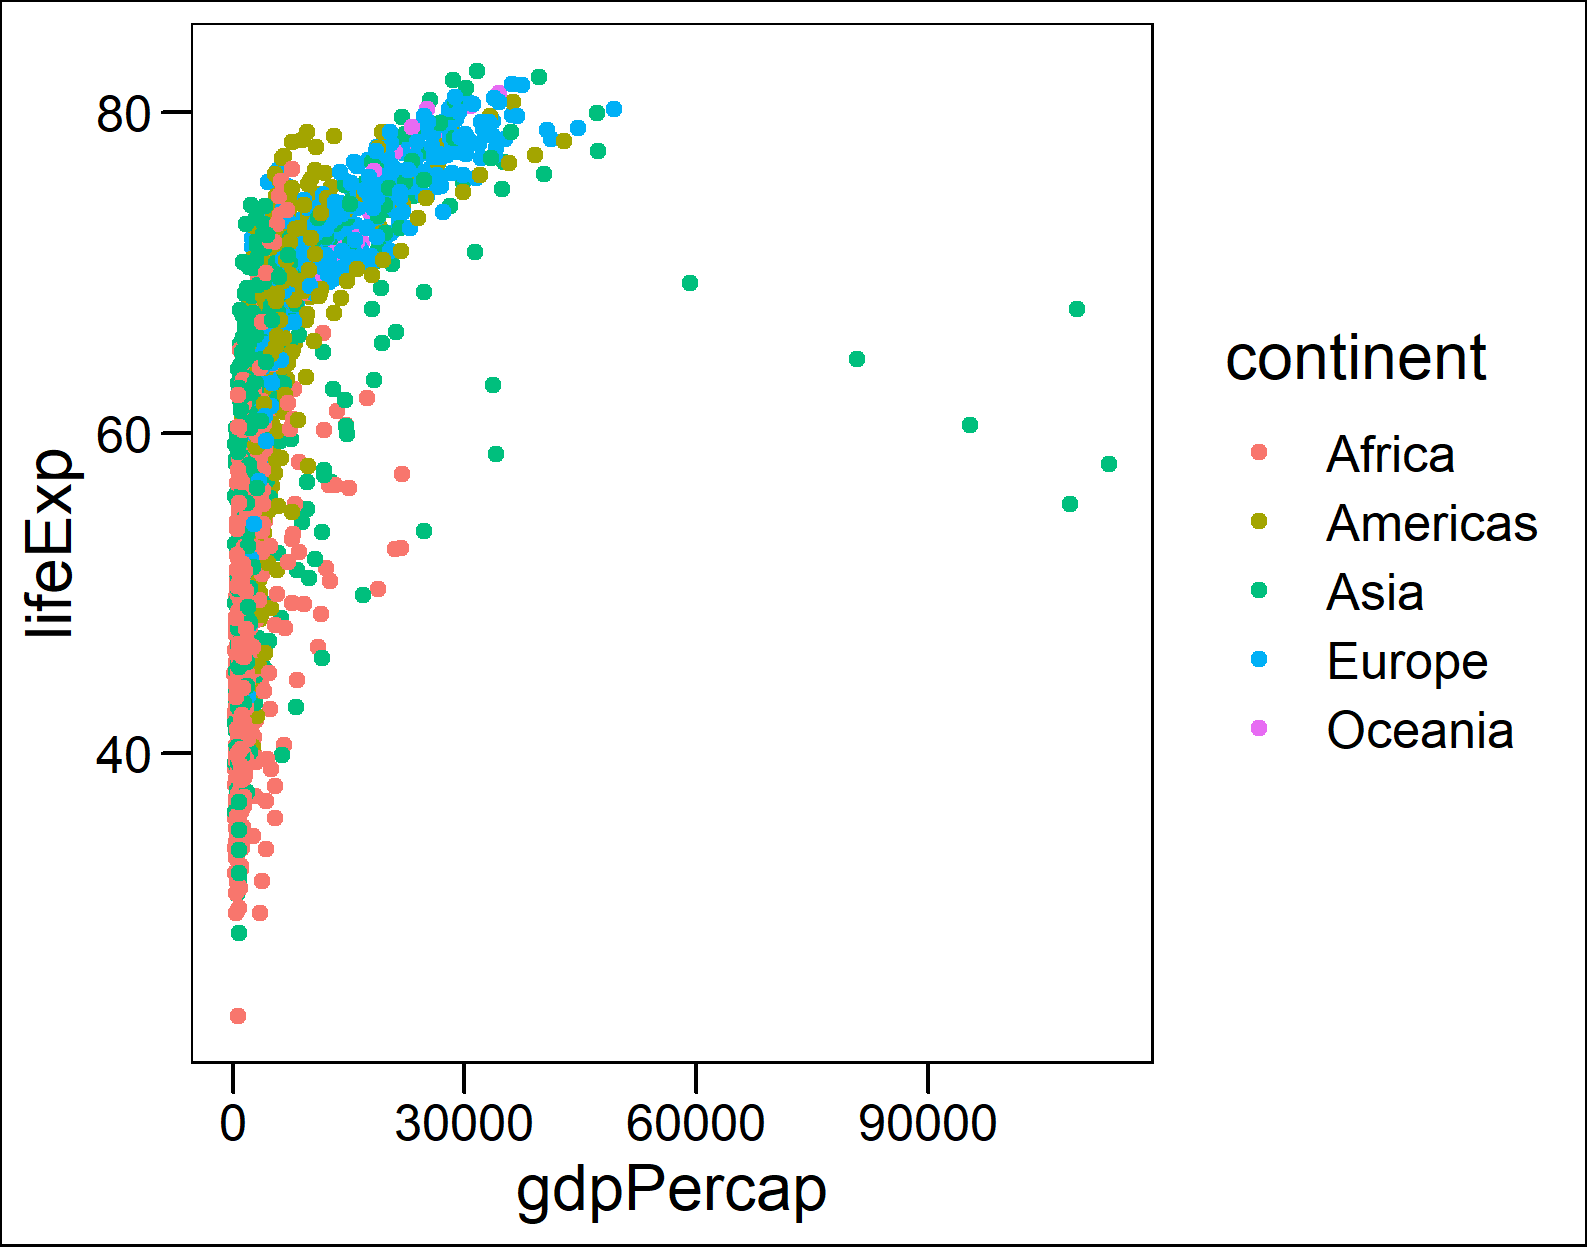 80
60
40
lifeExp
0 30000 60000 90000
gdpPercap
continent
Africa
Americas
Asia
Europe
Oceania